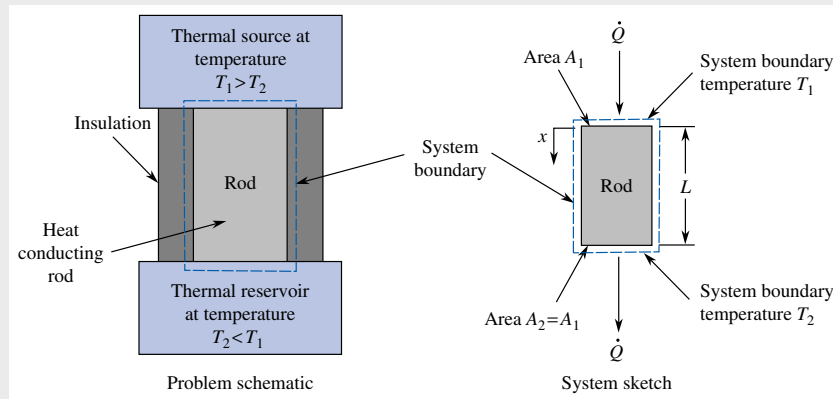 Thermal source at
temperature
T₁ > T₂
Insulation
Rod
System
boundary
Heat
conducting
rod
Thermal reservoir
at temperature
T₂ < T₁
Problem schematic
Q̇
Area A₁
System boundary
temperature T₁
x
Rod
L
Area A₂ = A₁
System boundary
temperature T₂
Q̇
System sketch